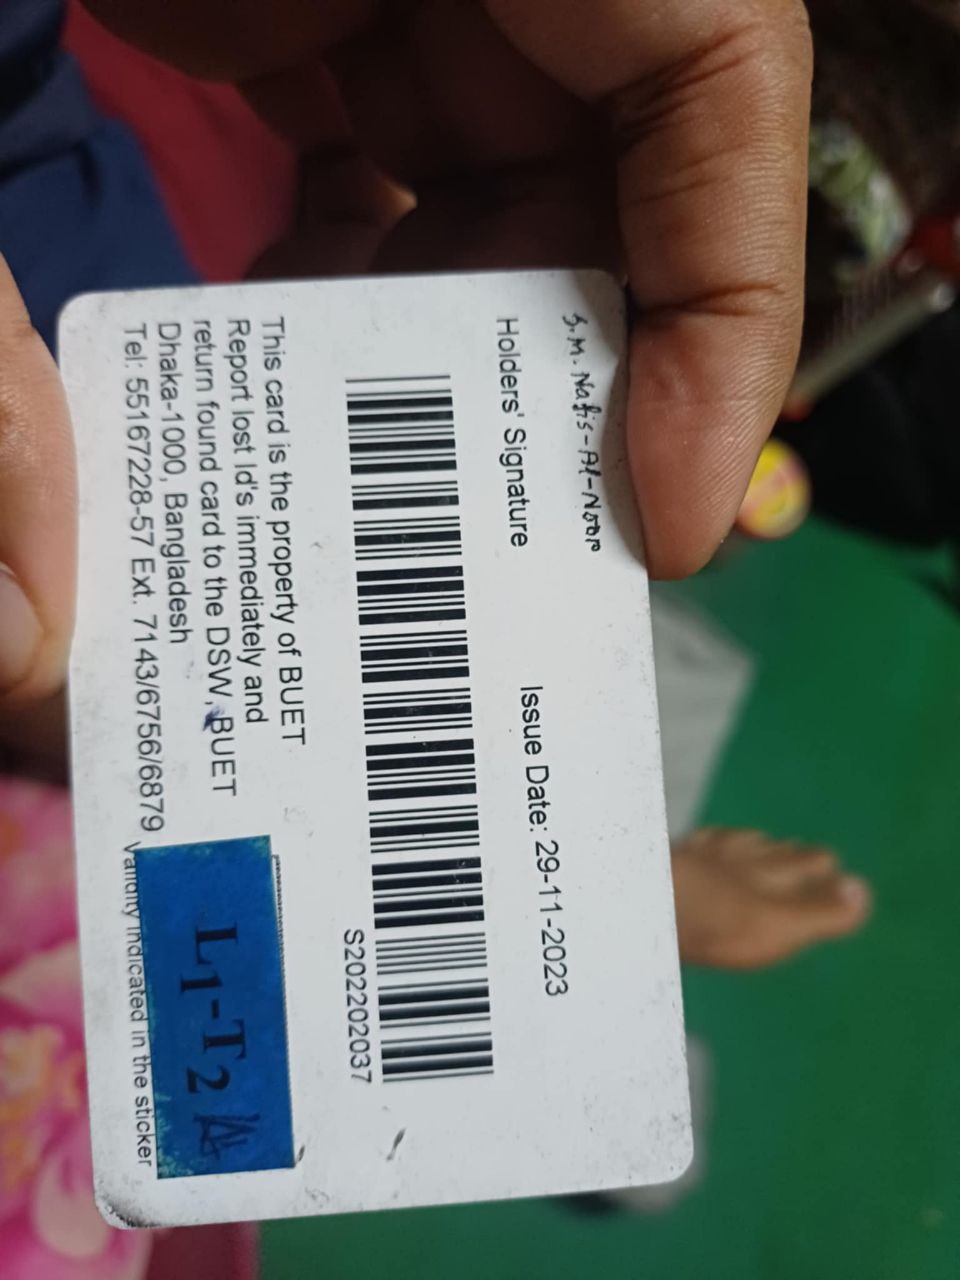 S.M. Nafis-Al-Noor
Holders' Signature
Issue Date: 29-11-2023
S202202037
This card is the property of BUET
Report lost Id's immediately and
return found card to the DSW, BUET
Dhaka-1000, Bangladesh
Tel: 55167228-57 Ext. 7143/6756/6879
L1-T2
Validity indicated in the sticker